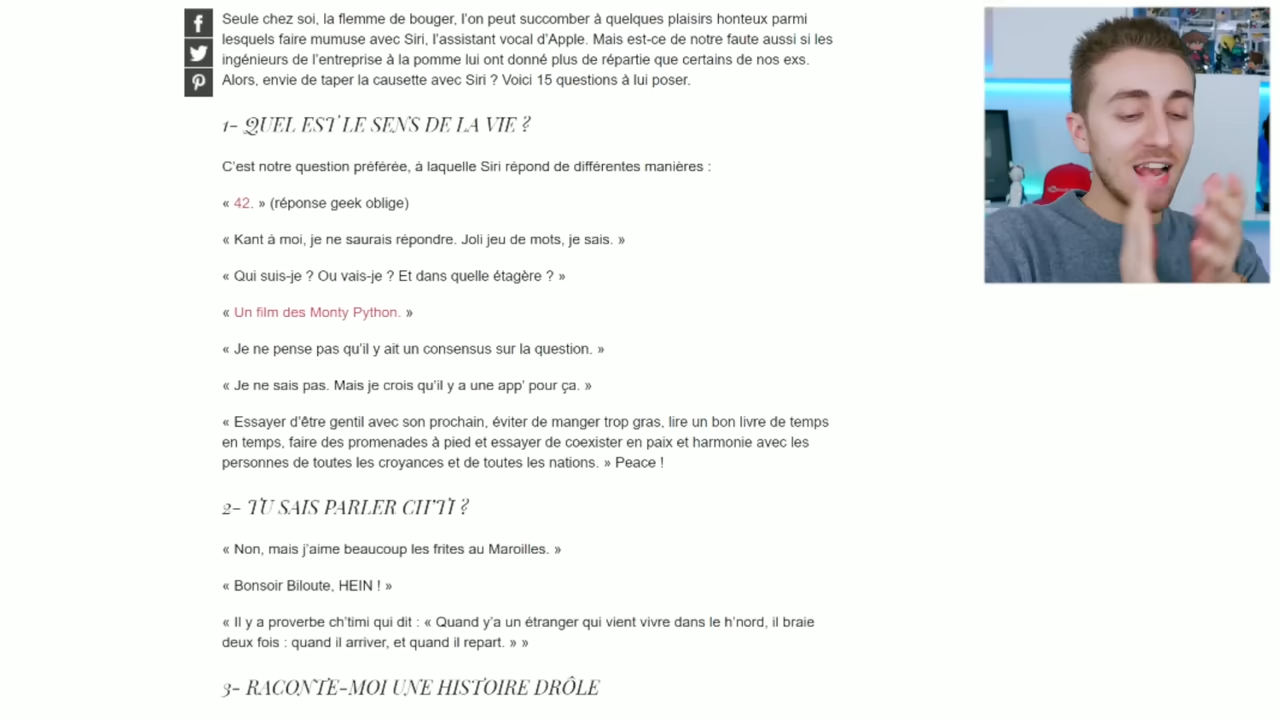 Seule chez soi, la flemme de bouger, l'on peut succomber à quelques plaisirs honteux parmi
lesquels faire mumuse avec Siri, l'assistant vocal d'Apple. Mais est-ce de notre faute aussi si les
ingénieurs de l'entreprise à la pomme lui ont donné plus de répartie que certains de nos exs.
Alors, envie de taper la causette avec Siri ? Voici 15 questions à lui poser.
1- QUEL EST LE SENS DE LA VIE ?
C'est notre question préférée, à laquelle Siri répond de différentes manières :
« 42. » (réponse geek oblige)
« Kant à moi, je ne saurais répondre. Joli jeu de mots, je sais. »
« Qui suis-je ? Ou vais-je ? Et dans quelle étagère ? »
« Un film des Monty Python. »
« Je ne pense pas qu'il y ait un consensus sur la question. »
« Je ne sais pas. Mais je crois qu'il y a une app' pour ça. »
« Essayer d'être gentil avec son prochain, éviter de manger trop gras, lire un bon livre de temps
en temps, faire des promenades à pied et essayer de coexister en paix et harmonie avec les
personnes de toutes les croyances et de toutes les nations. » Peace !
2- TU SAIS PARLER CH'TI ?
« Non, mais j'aime beaucoup les frites au Maroilles. »
« Bonsoir Biloute, HEIN ! »
« Il y a proverbe ch'timi qui dit : « Quand y'a un étranger qui vient vivre dans le h'nord, il braie
deux fois : quand il arriver, et quand il repart. » »
3- RACONTE-MOI UNE HISTOIRE DRÔLE